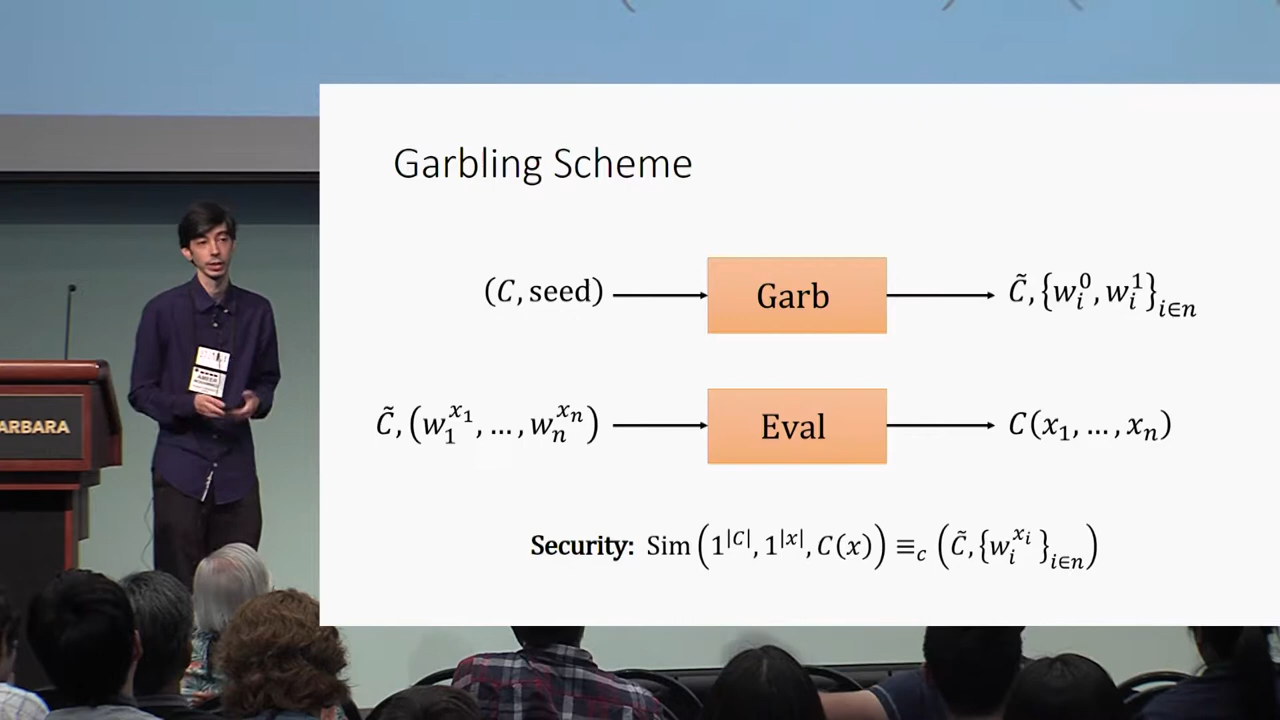 Garbling Scheme
(C, seed) Garb C̃, {w_i^0, w_i^1}_{i∈n}
C̃, (w_1^{x_1}, …, w_n^{x_n}) Eval C(x_1, …, x_n)
Security: Sim (1^{|C|}, 1^{|x|}, C(x)) ≡_c (C̃, {w_i^{x_i}}_{i∈n})
ARBARA
AMEER